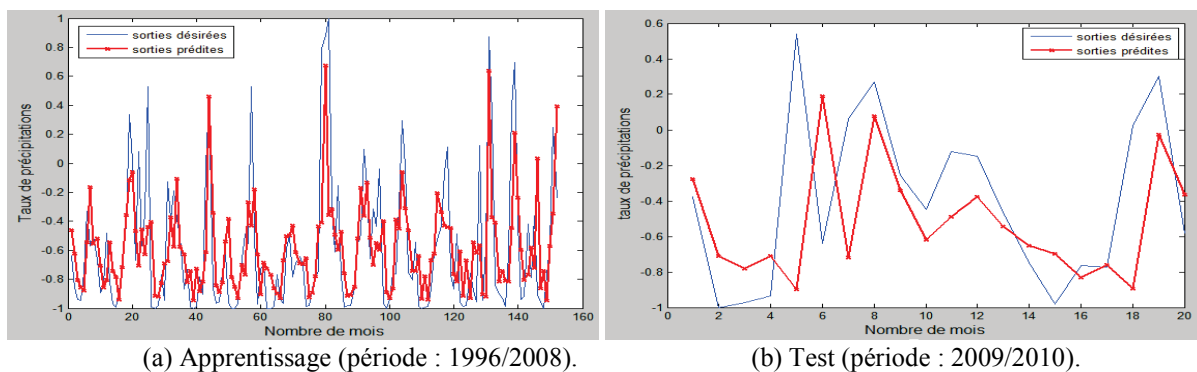 sorties désirées
sorties prédites
Taux de précipitations
1
0.8
0.6
0.4
0.2
0
-0.2
-0.4
-0.6
-0.8
-1
0 20 40 60 80 100 120 140 160
Nombre de mois
(a) Apprentissage (période : 1996/2008).
sorties désirées
sorties prédites
taux de précipitations
0.6
0.4
0.2
0
-0.2
-0.4
-0.6
-0.8
-1
0 2 4 6 8 10 12 14 16 18 20
Nombre de mois
(b) Test (période : 2009/2010).